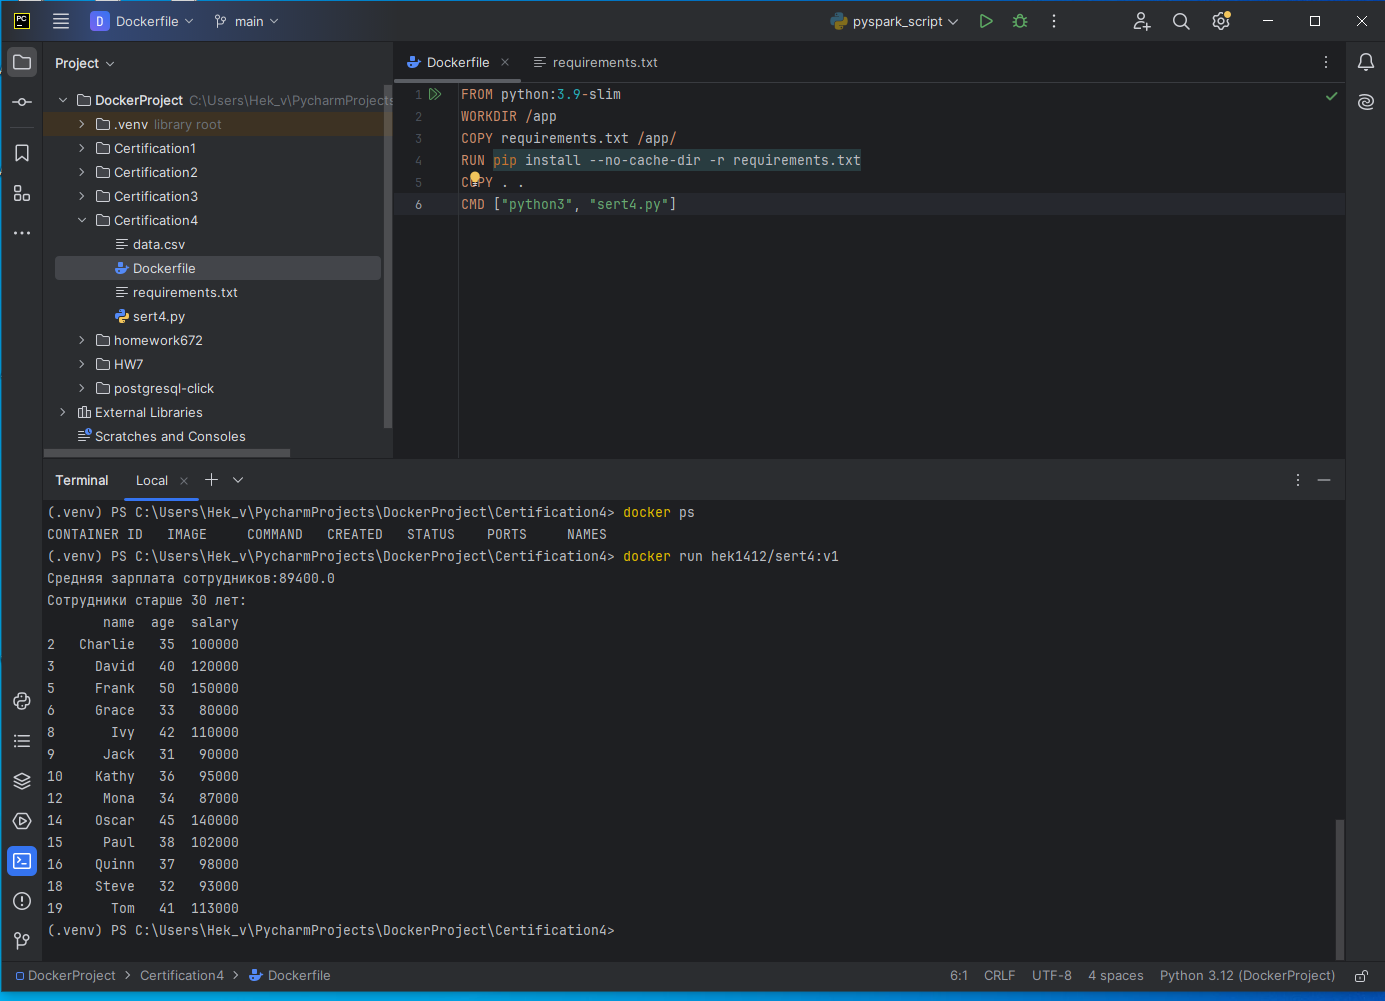 PC
D Dockerfile main pyspark_script
Project
DockerProject C:\Users\Hek_v\PycharmProjects
.venv library root
Certification1
Certification2
Certification3
Certification4
data.csv
Dockerfile
requirements.txt
sert4.py
homework672
HW7
postgresql-click
External Libraries
Scratches and Consoles
Dockerfile requirements.txt
1 FROM python:3.9-slim
2 WORKDIR /app
3 COPY requirements.txt /app/
4 RUN pip install --no-cache-dir -r requirements.txt
5 COPY . .
6 CMD ["python3", "sert4.py"]
Terminal Local
(.venv) PS C:\Users\Hek_v\PycharmProjects\DockerProject\Certification4> docker ps
CONTAINER ID IMAGE COMMAND CREATED STATUS PORTS NAMES
(.venv) PS C:\Users\Hek_v\PycharmProjects\DockerProject\Certification4> docker run hek1412/sert4:v1
Средняя зарплата сотрудников:89400.0
Сотрудники старше 30 лет:
name age salary
2 Charlie 35 100000
3 David 40 120000
5 Frank 50 150000
6 Grace 33 80000
8 Ivy 42 110000
9 Jack 31 90000
10 Kathy 36 95000
12 Mona 34 87000
14 Oscar 45 140000
15 Paul 38 102000
16 Quinn 37 98000
18 Steve 32 93000
19 Tom 41 113000
(.venv) PS C:\Users\Hek_v\PycharmProjects\DockerProject\Certification4>
DockerProject > Certification4 > Dockerfile 6:1 CRLF UTF-8 4 spaces Python 3.12 (DockerProject)